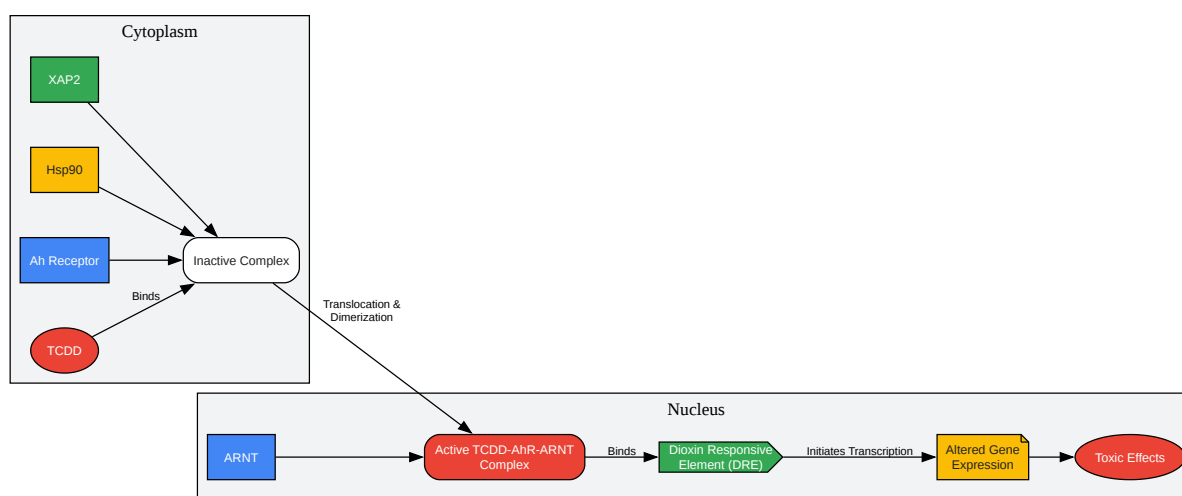 Cytoplasm
XAP2
Hsp90
Ah Receptor
Inactive Complex
Binds
TCDD
Translocation &
Dimerization
Nucleus
ARNT
Active TCDD-AhR-ARNT
Complex
Binds
Dioxin Responsive
Element (DRE)
Initiates Transcription
Altered Gene
Expression
Toxic Effects